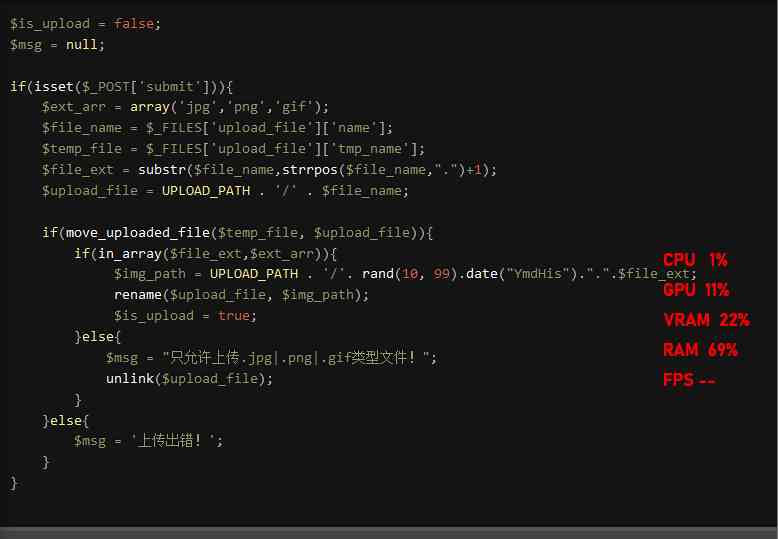 $is_upload = false;
$msg = null;

if(isset($_POST['submit'])){
    $ext_arr = array('jpg','png','gif');
    $file_name = $_FILES['upload_file']['name'];
    $temp_file = $_FILES['upload_file']['tmp_name'];
    $file_ext = substr($file_name,strrpos($file_name,".")+1);
    $upload_file = UPLOAD_PATH . '/' . $file_name;

    if(move_uploaded_file($temp_file, $upload_file)){
        if(in_array($file_ext,$ext_arr)){
             $img_path = UPLOAD_PATH . '/'. rand(10, 99).date("YmdHis").".".$file_ext;
             rename($upload_file, $img_path);
             $is_upload = true;
        }else{
            $msg = "只允许上传.jpg|.png|.gif类型文件！";
            unlink($upload_file);
        }
    }else{
        $msg = '上传出错！';
    }
}
CPU 1%
GPU 11%
VRAM 22%
RAM 69%
FPS --